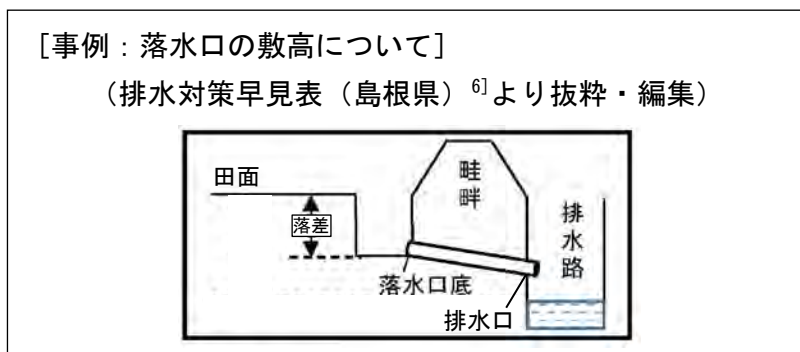 [事例：落水口の敷高について]
（排水対策早見表（島根県）6]より抜粋・編集）
田面
畦畔
落差
排水路
落水口底
排水口